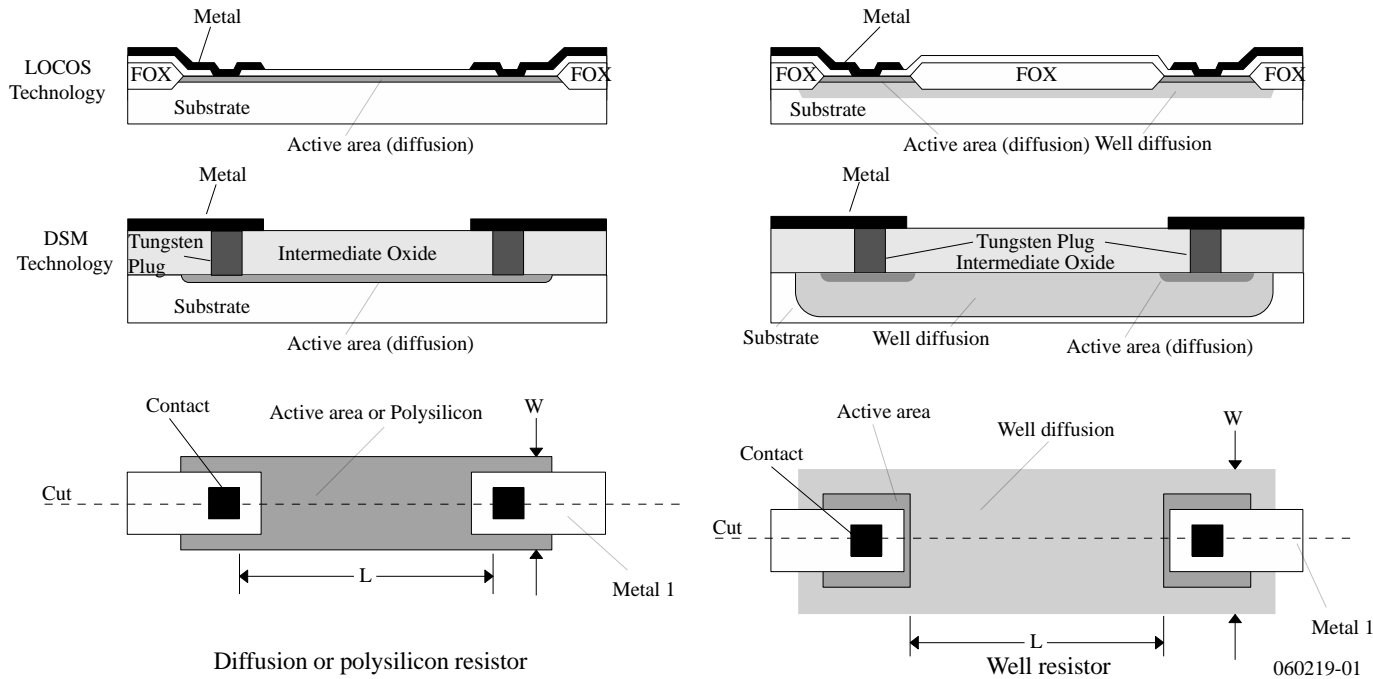 Metal
LOCOS
Technology
FOX
FOX
Substrate
Active area (diffusion)
Metal
FOX
FOX
FOX
Substrate
Active area (diffusion)
Well diffusion
Metal
DSM
Technology
Tungsten
Plug
Intermediate Oxide
Substrate
Active area (diffusion)
Metal
Tungsten Plug
Intermediate Oxide
Substrate
Well diffusion
Active area (diffusion)
Contact
Active area or Polysilicon
W
Cut
L
Metal 1
Diffusion or polysilicon resistor
Active area
Well diffusion
W
Contact
Cut
L
Metal 1
Well resistor
060219-01